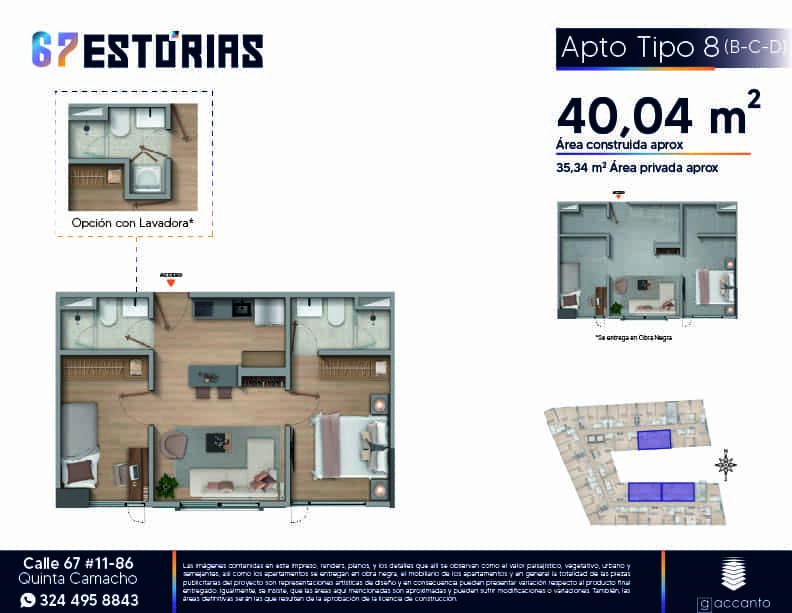 67 ESTORIAS
Apto Tipo 8 (B-C-D)
40,04 m²
Área construida aprox
35,34 m² Área privada aprox
Opción con Lavadora*
ACCESO
*Se entrega en Obra Negra
N
Calle 67 #11-86
Quinta Camacho
324 495 8843
Las imágenes contenidas en este impreso, renders, planos, y los detalles que allí se observan como el valor paisajístico, vegetativo, urbano y
semejantes, así como los apartamentos se entregan en obra negra, el mobiliario de los apartamentos y en general la totalidad de las piezas
publicitarias del proyecto son representaciones artísticas de diseño y en consecuencia pueden presentar variación respecto al producto final
entregado. Igualmente, se insiste, que las áreas aquí mencionadas son aproximadas y pueden sufrir modificaciones o variaciones. También, las
áreas definitivas serán las que resulten de la aprobación de la licencia de construcción.
g accanto